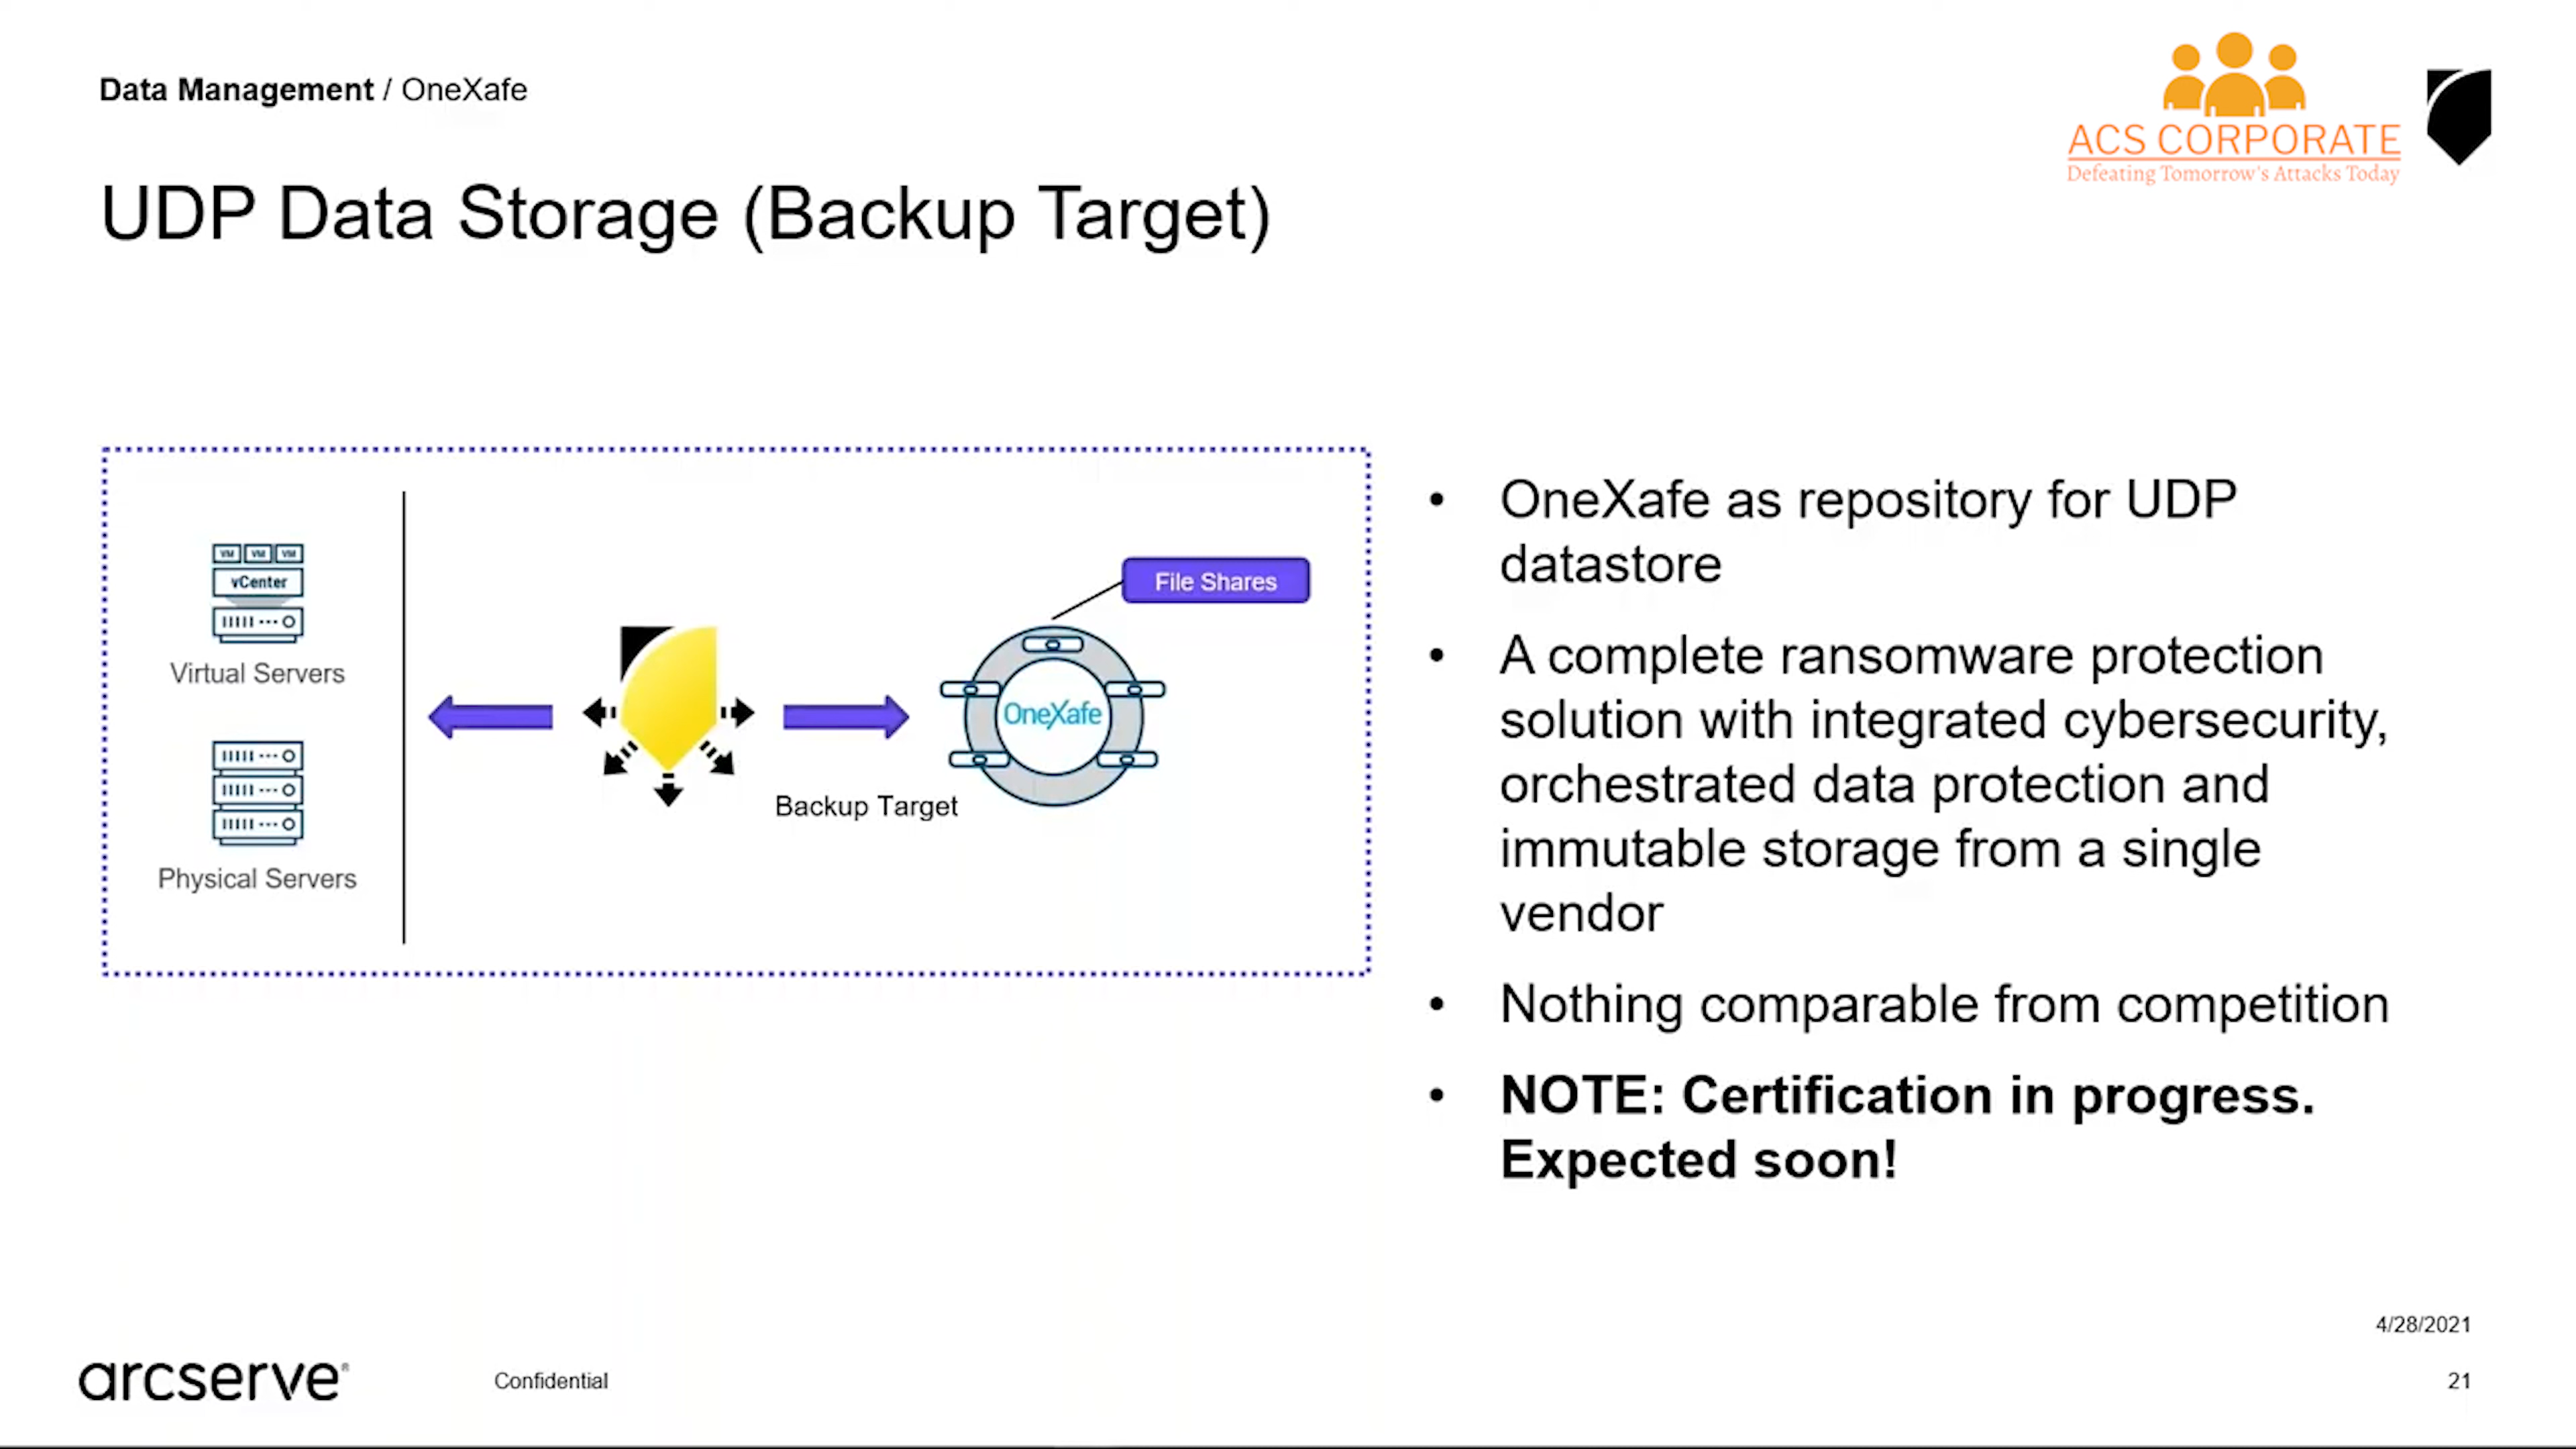 Data Management / OneXafe
ACS CORPORATE
Defeating Tomorrow's Attacks Today
UDP Data Storage (Backup Target)
VM VM VM
vCenter
Virtual Servers
Physical Servers
File Shares
OneXafe
Backup Target
• OneXafe as repository for UDP
datastore
• A complete ransomware protection
solution with integrated cybersecurity,
orchestrated data protection and
immutable storage from a single
vendor
• Nothing comparable from competition
• NOTE: Certification in progress.
Expected soon!
4/28/2021
arcserve®
Confidential
21